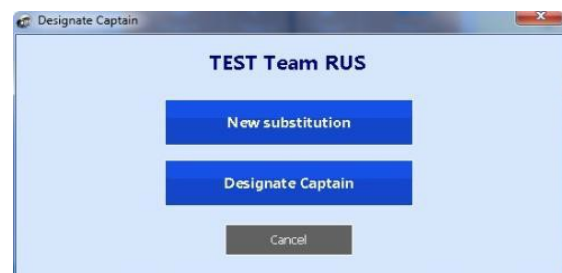 Designate Captain
TEST Team RUS
New substitution
Designate Captain
Cancel